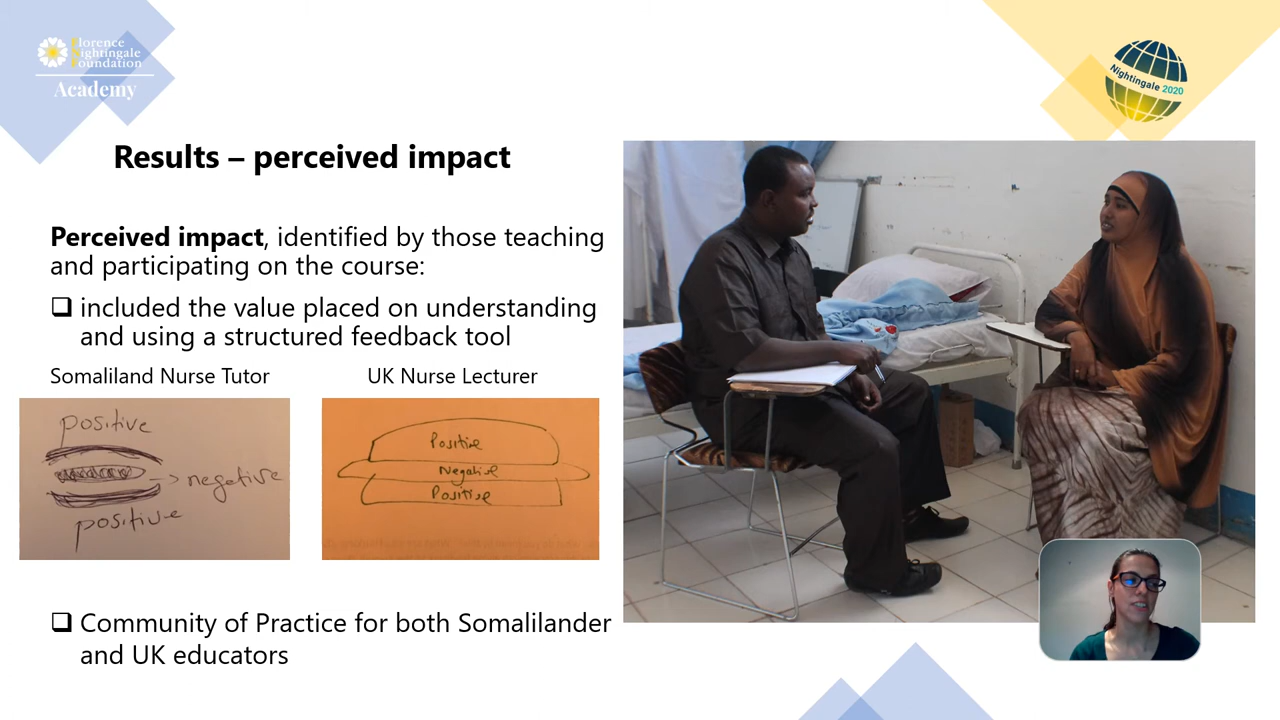 Florence
Nightingale
Foundation
Academy
Nightingale 2020
Results – perceived impact
Perceived impact, identified by those teaching
and participating on the course:
❑ included the value placed on understanding
and using a structured feedback tool
Somaliland Nurse Tutor
UK Nurse Lecturer
positive
negative
positive
Positive
Negative
Positive
❑ Community of Practice for both Somalilander
and UK educators